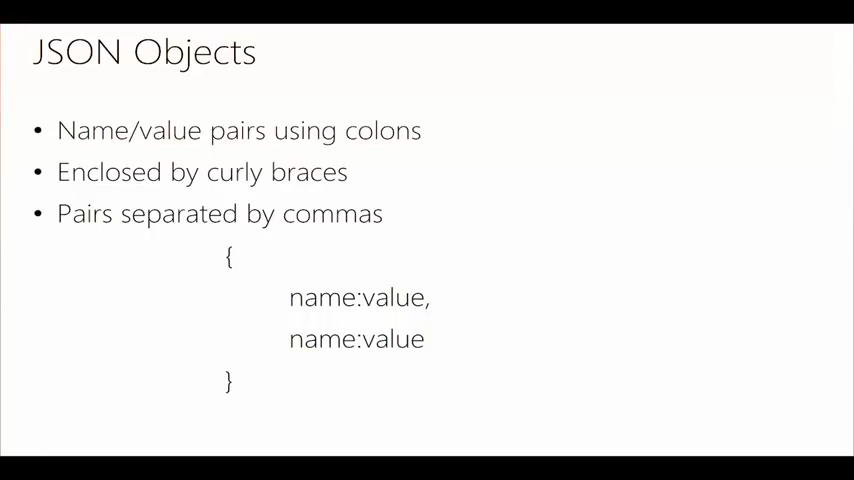 JSON Objects
• Name/value pairs using colons
• Enclosed by curly braces
• Pairs separated by commas
{
name:value,
name:value
}